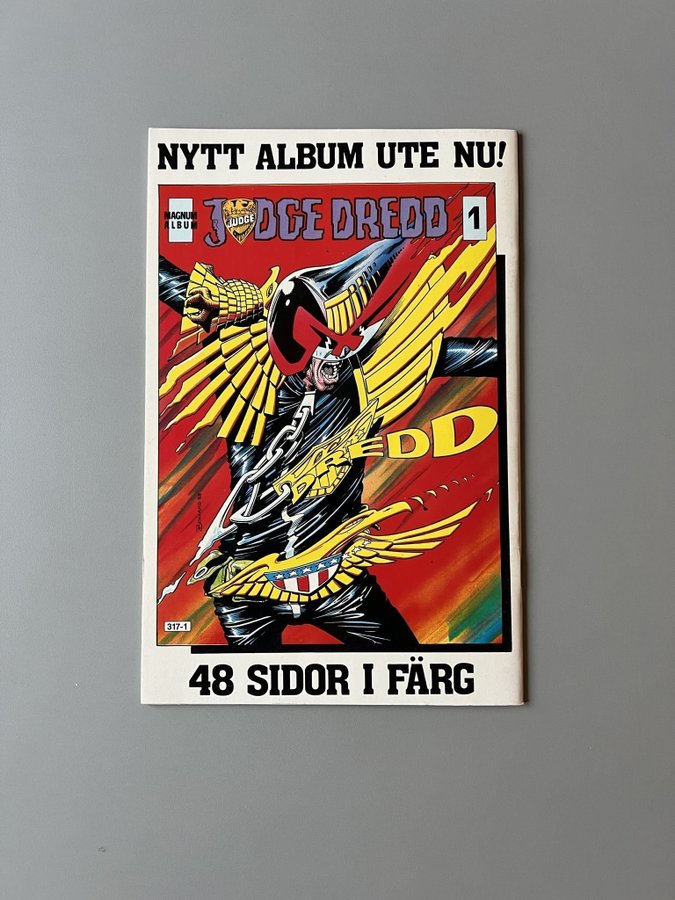 NYTT ALBUM UTE NU!
MAGNUM
ALBUM
JUDGE DREDD
JUDGE
1
DREDD
317-1
48 SIDOR I FÄRG